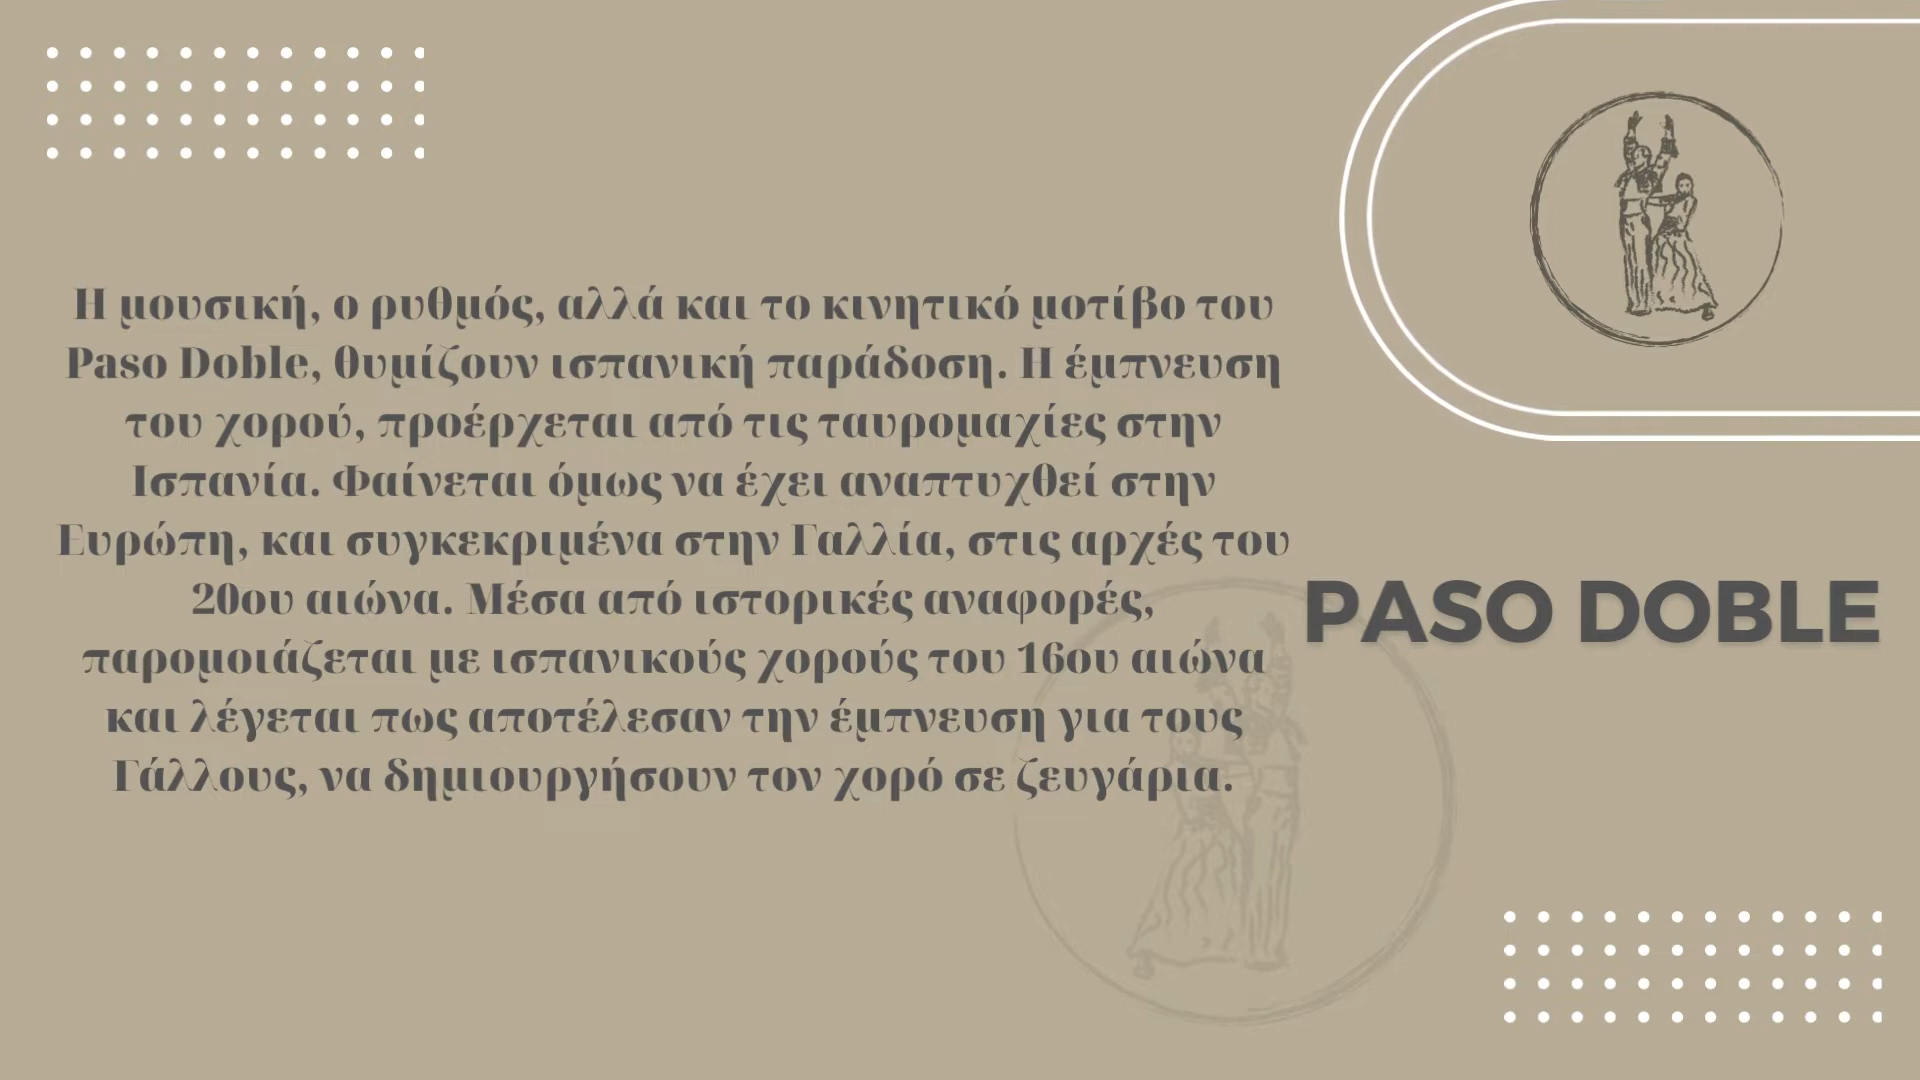 Η μουσική, ο ρυθμός, αλλά και το κινητικό μοτίβο του
Paso Doble, θυμίζουν ισπανική παράδοση. Η έμπνευση
του χορού, προέρχεται από τις ταυρομαχίες στην
Ισπανία. Φαίνεται όμως να έχει αναπτυχθεί στην
Ευρώπη, και συγκεκριμένα στην Γαλλία, στις αρχές του
20ου αιώνα. Μέσα από ιστορικές αναφορές,
παρομοιάζεται με ισπανικούς χορούς του 16ου αιώνα
και λέγεται πως αποτέλεσαν την έμπνευση για τους
Γάλλους, να δημιουργήσουν τον χορό σε ζευγάρια.
PASO DOBLE